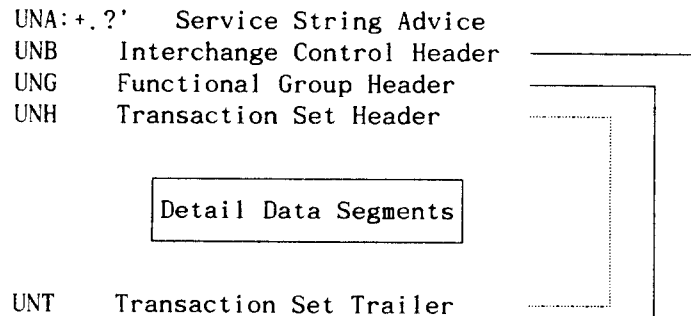 UNA:+.?' Service String Advice
UNB Interchange Control Header
UNG Functional Group Header
UNH Transaction Set Header
Detail Data Segments
UNT Transaction Set Trailer